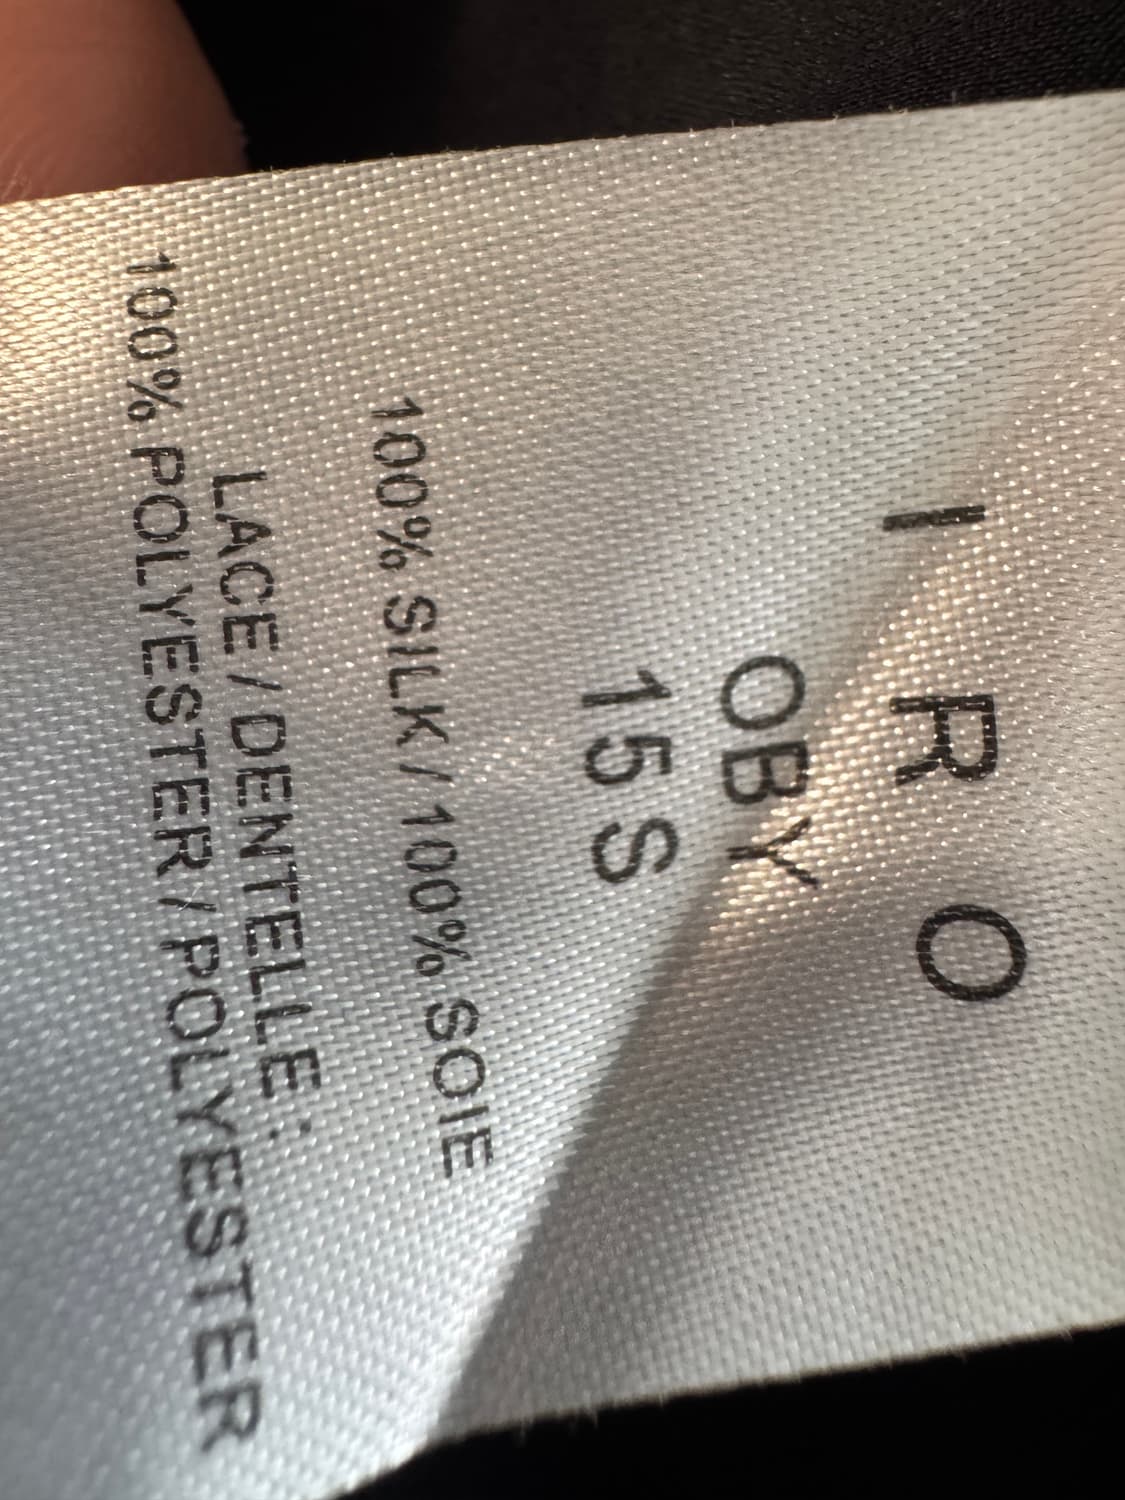 I R O
OBY
15S
100% SILK / 100% SOIE
LACE / DENTELLE :
100% POLYESTER / POLYESTER